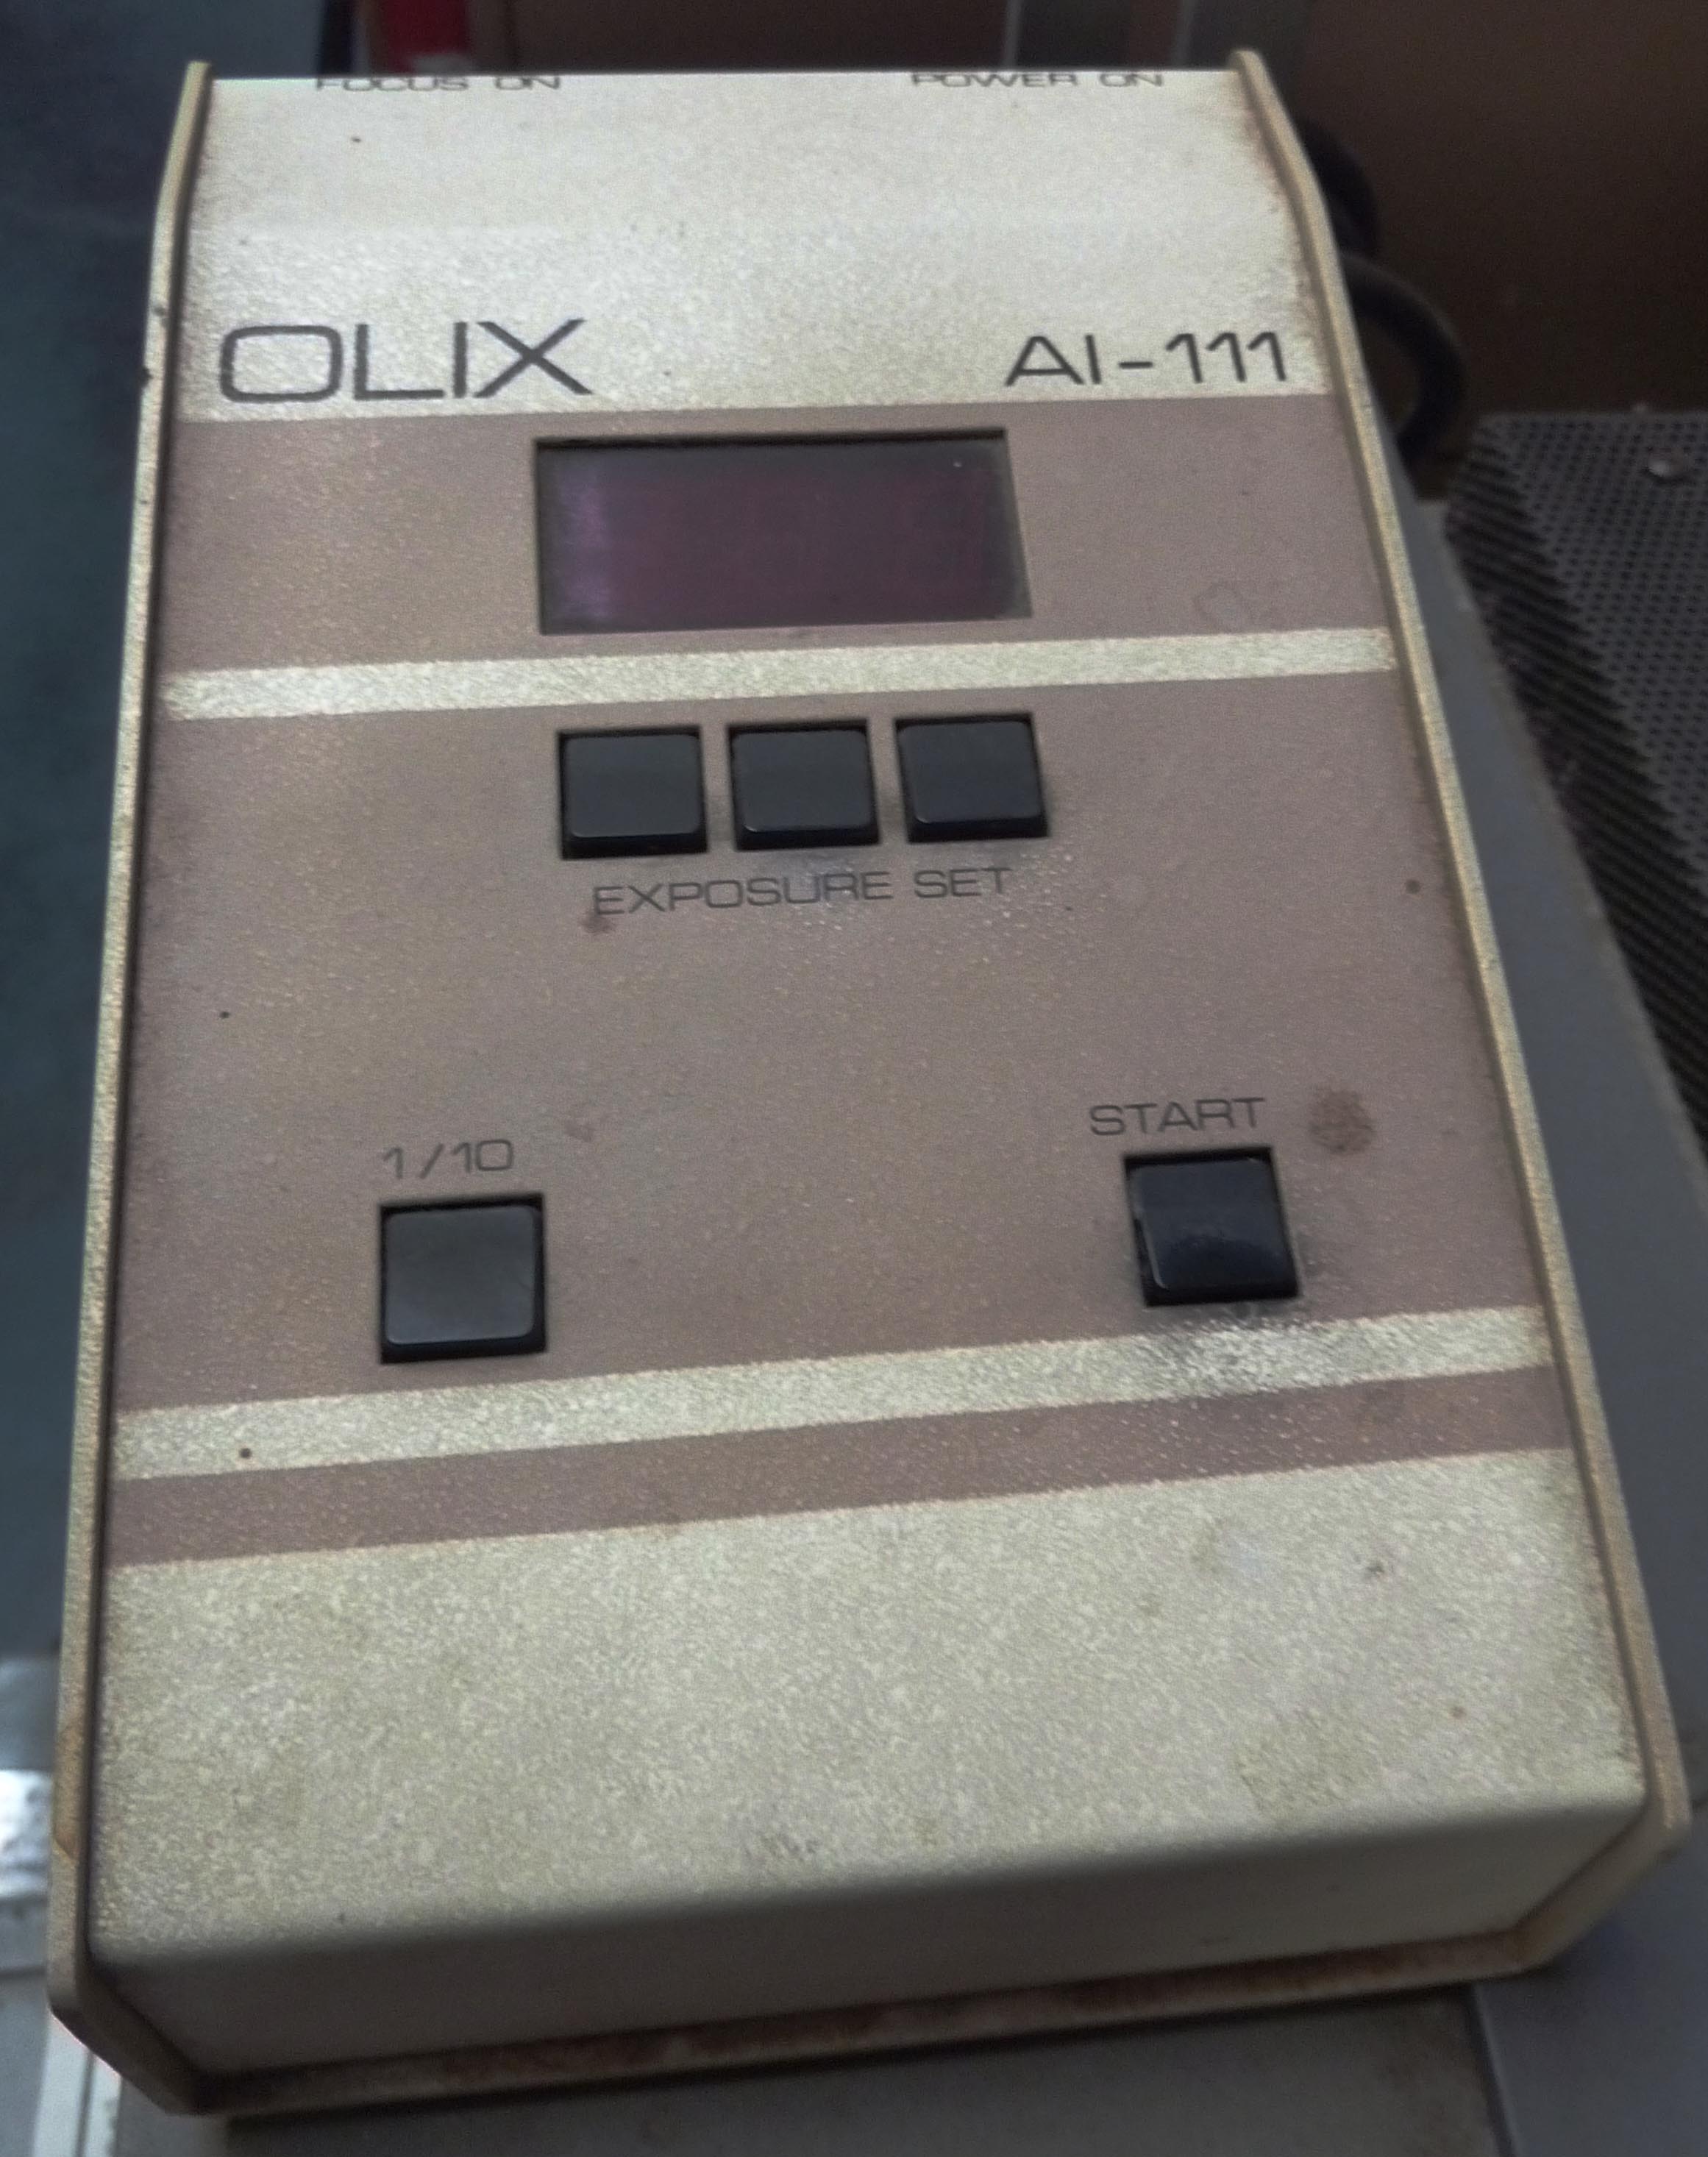 FOCUS ON POWER ON
OLIX AI-111
EXPOSURE SET
1/10 START